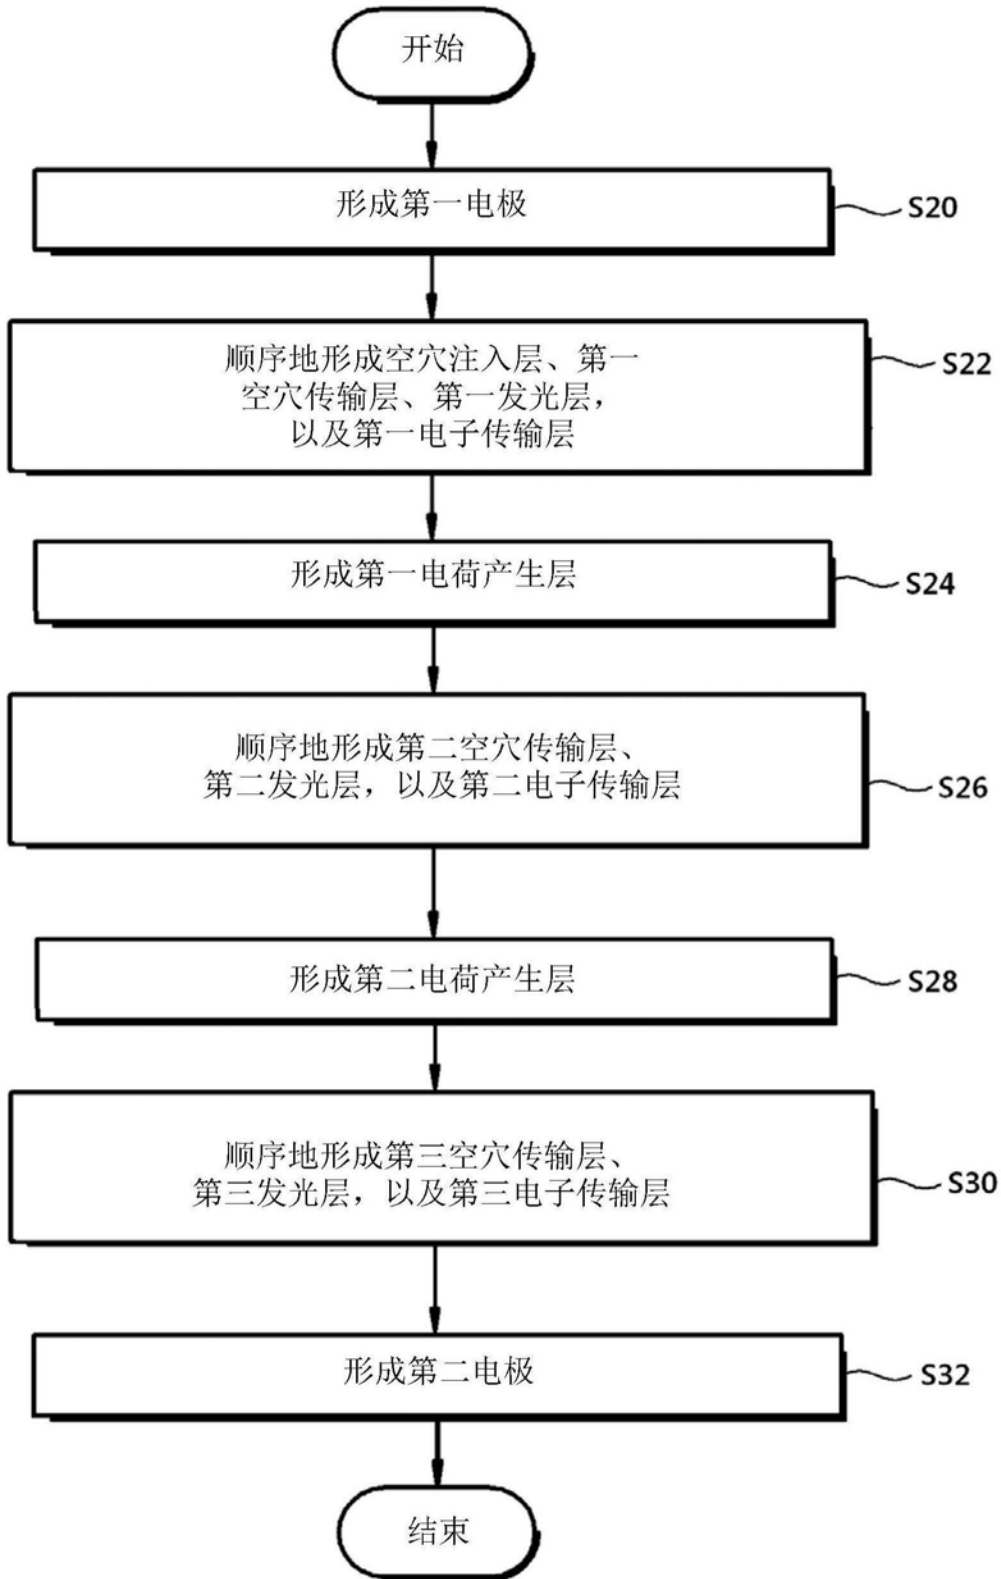 开始
形成第一电极
S20
顺序地形成空穴注入层、第一
空穴传输层、第一发光层，
以及第一电子传输层
S22
形成第一电荷产生层
S24
顺序地形成第二空穴传输层、
第二发光层，以及第二电子传输层
S26
形成第二电荷产生层
S28
顺序地形成第三空穴传输层、
第三发光层，以及第三电子传输层
S30
形成第二电极
S32
结束